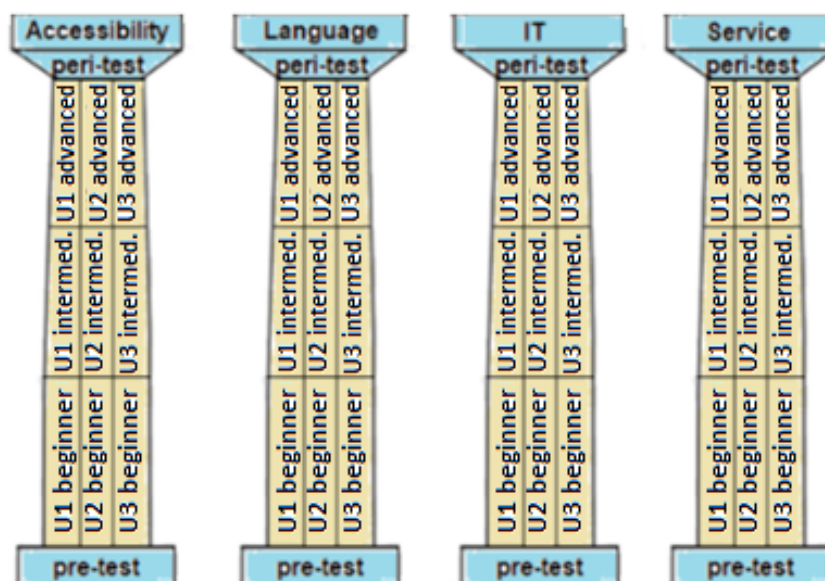 Accessibility
peri-test
U1 advanced
U2 advanced
U3 advanced
U1 intermed.
U2 intermed.
U3 intermed.
U1 beginner
U2 beginner
U3 beginner
pre-test
Language
peri-test
U1 advanced
U2 advanced
U3 advanced
U1 intermed.
U2 intermed.
U3 intermed.
U1 beginner
U2 beginner
U3 beginner
pre-test
IT
peri-test
U1 advanced
U2 advanced
U3 advanced
U1 intermed.
U2 intermed.
U3 intermed.
U1 beginner
U2 beginner
U3 beginner
pre-test
Service
peri-test
U1 advanced
U2 advanced
U3 advanced
U1 intermed.
U2 intermed.
U3 intermed.
U1 beginner
U2 beginner
U3 beginner
pre-test